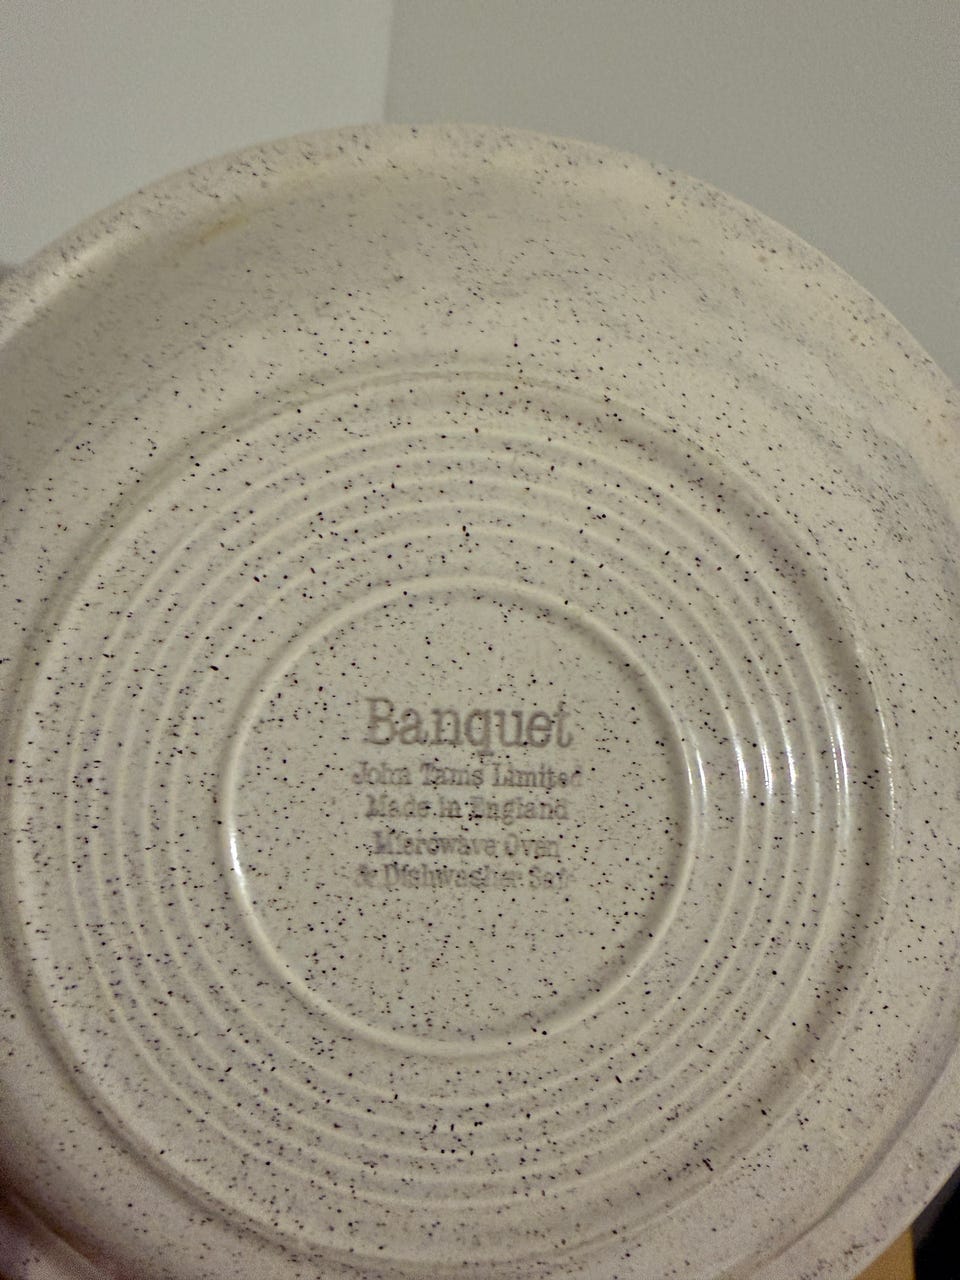 Banquet
John Tams Limited
Made in England
Microwave Oven
& Dishwasher Safe